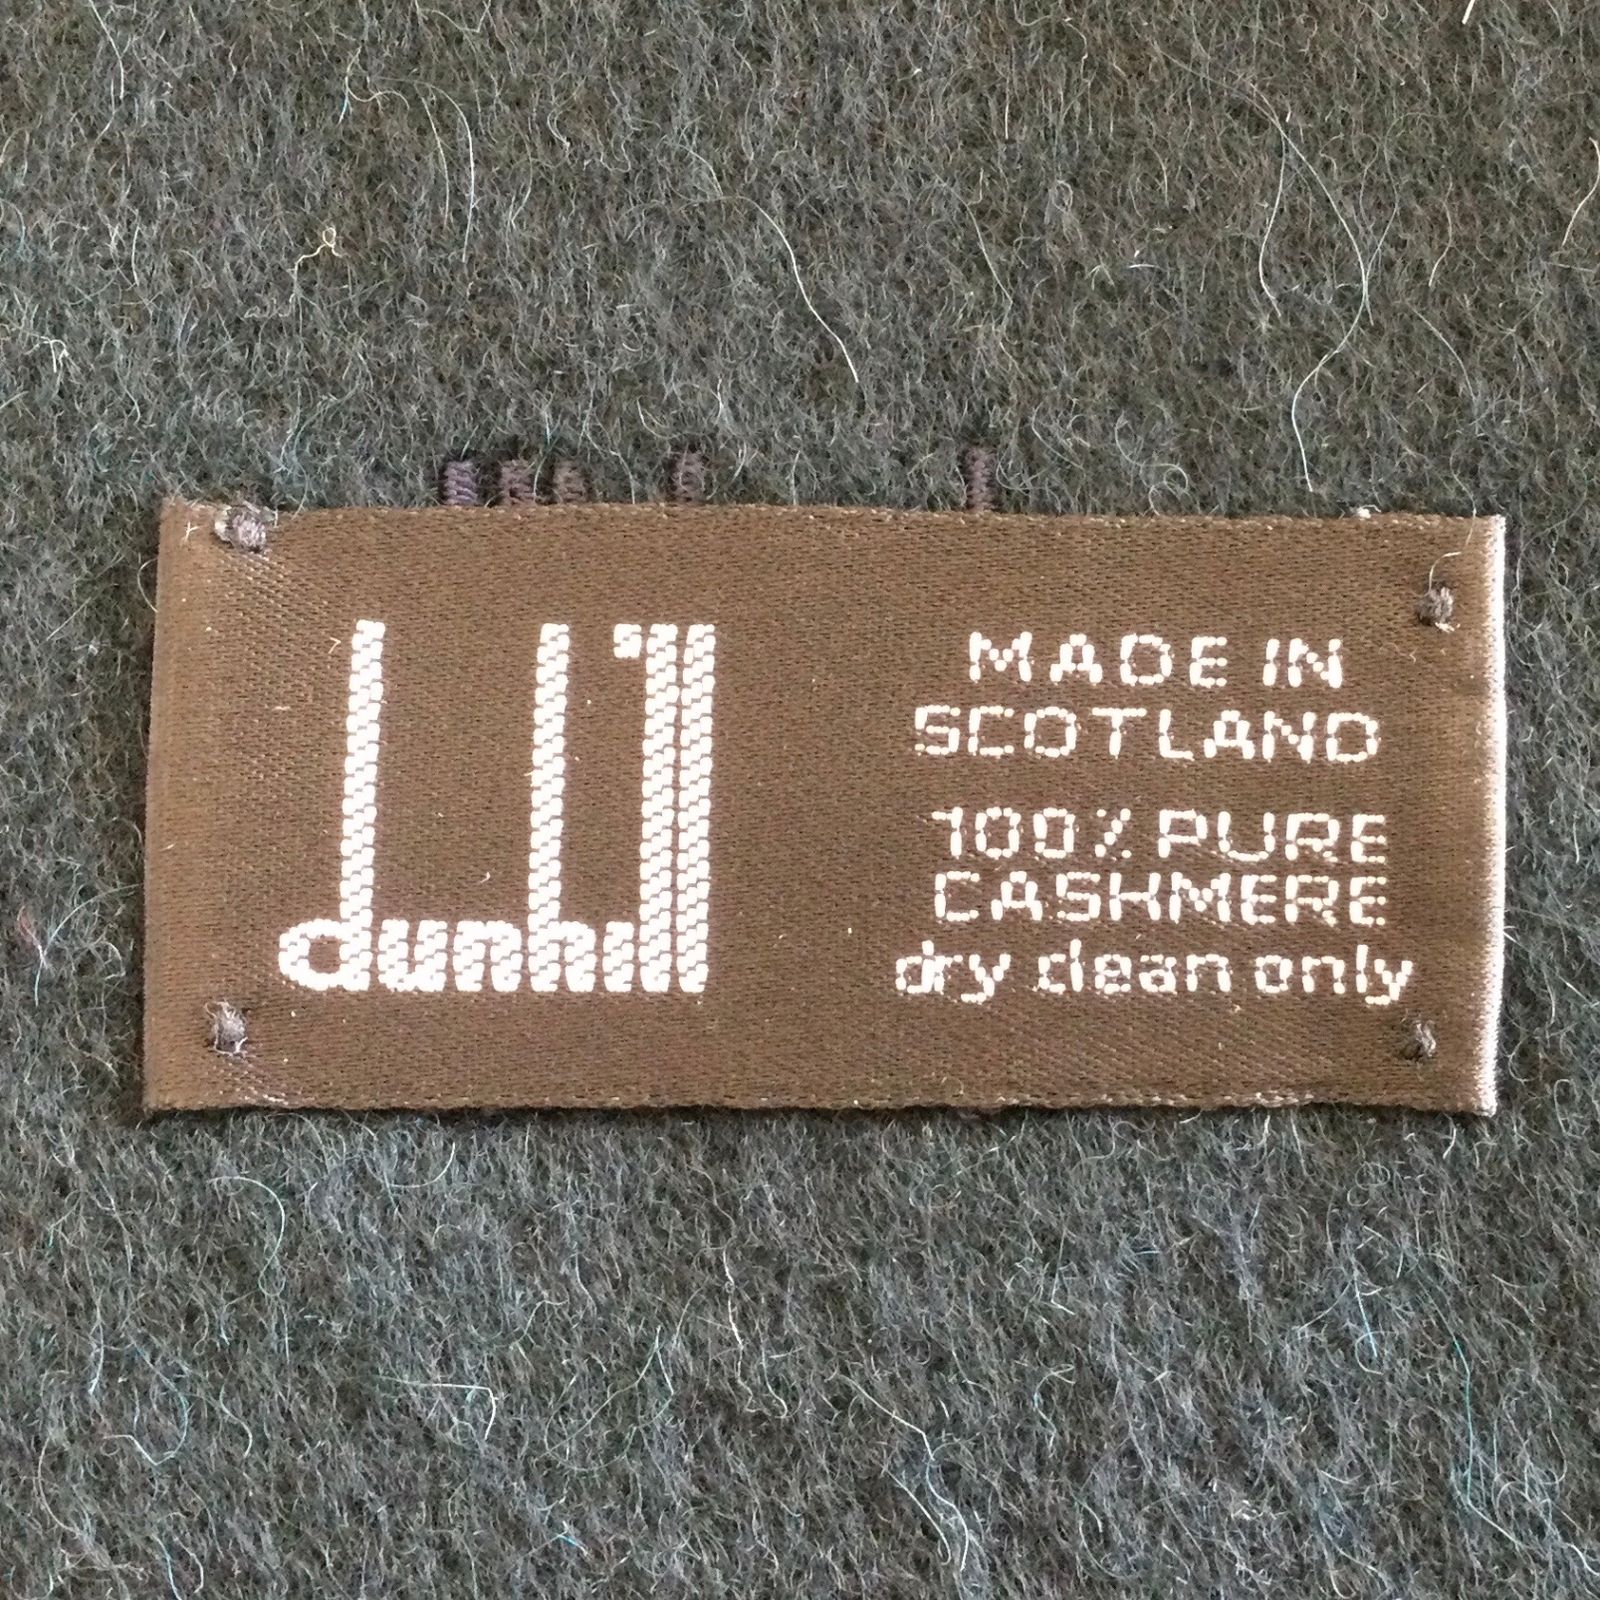 dunhill
MADE IN
SCOTLAND
100% PURE
CASHMERE
dry clean only